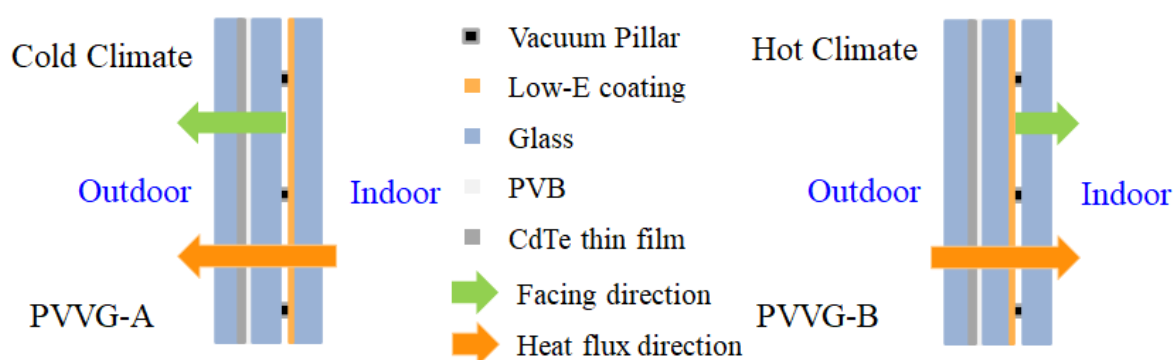 Cold Climate
Outdoor
Indoor
PVVG-A
Vacuum Pillar
Low-E coating
Glass
PVB
CdTe thin film
Facing direction
Heat flux direction
Hot Climate
Outdoor
Indoor
PVVG-B